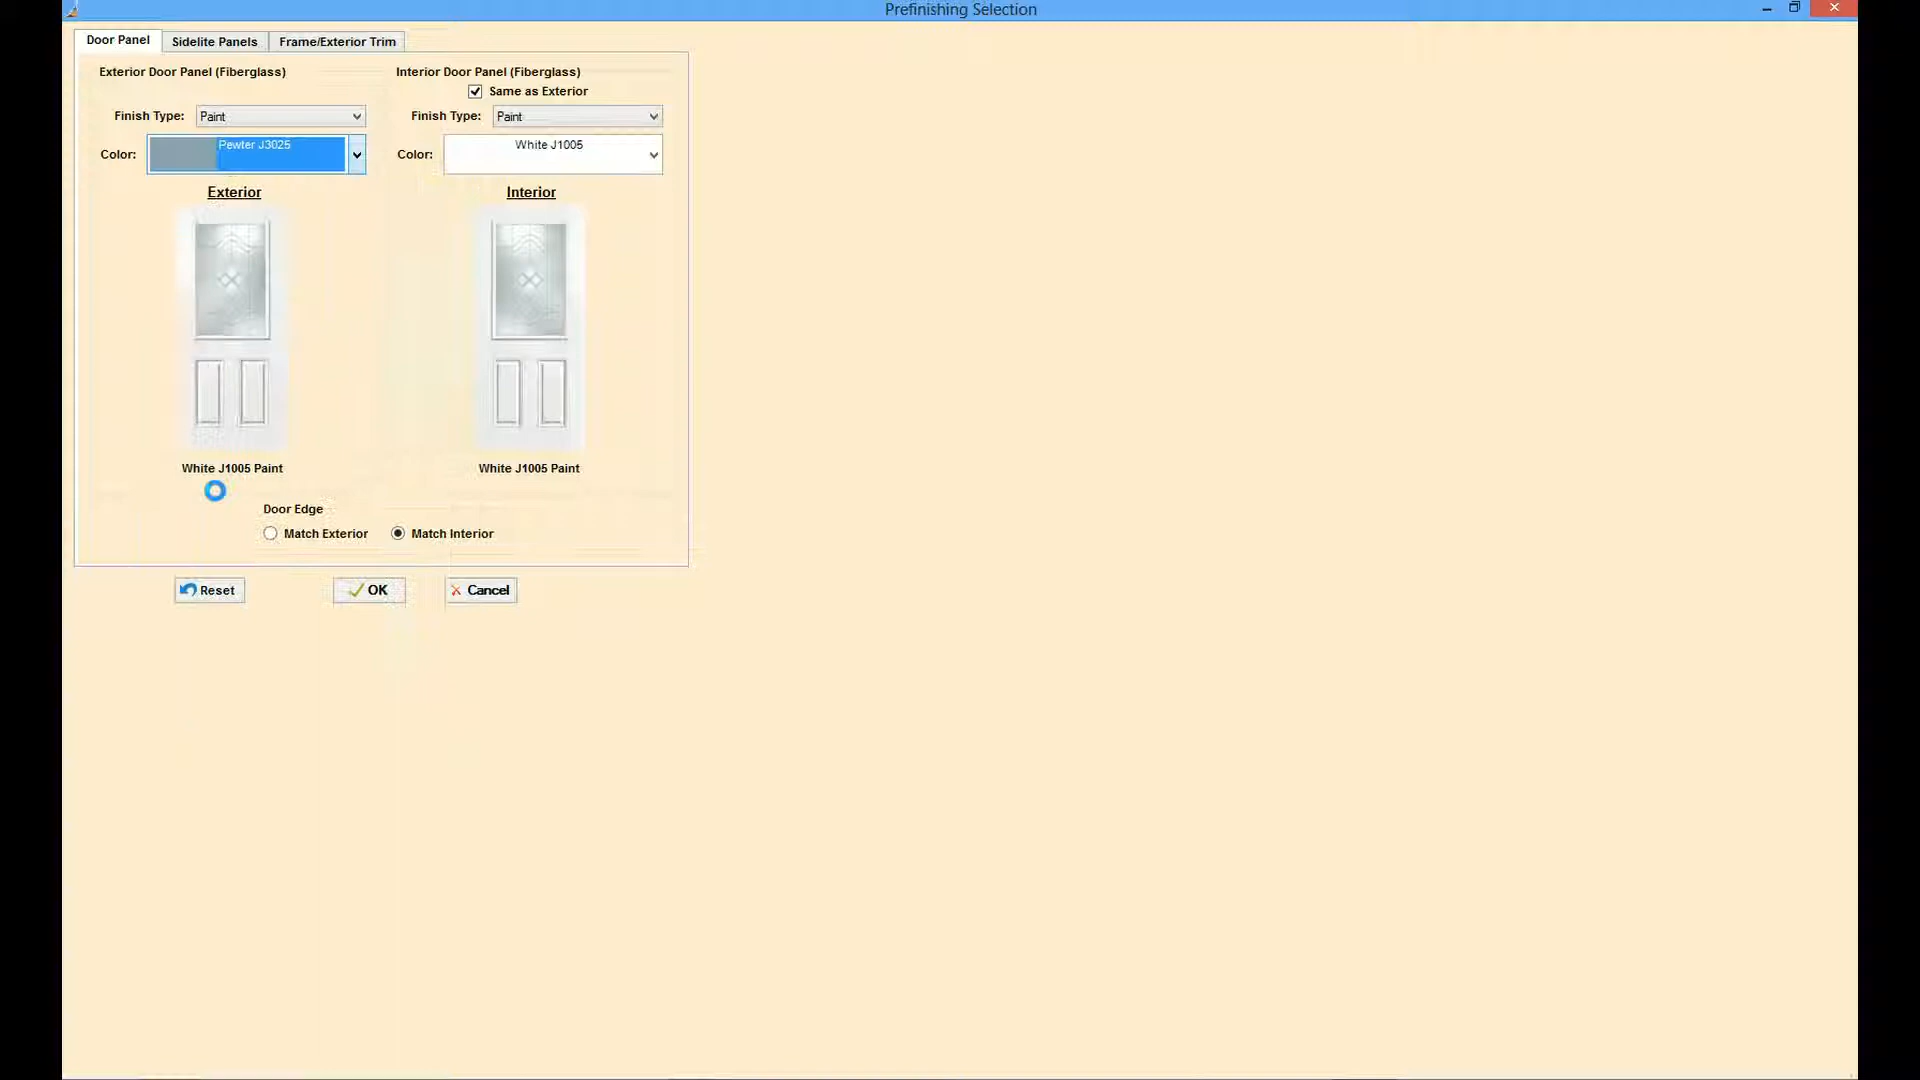 Prefinishing Selection
Door Panel
Sidelite Panels
Frame/Exterior Trim
Exterior Door Panel (Fiberglass)
Interior Door Panel (Fiberglass)
Same as Exterior
Finish Type: Paint
Finish Type: Paint
Color: Pewter J3025
Color: White J1005
Exterior
Interior
White J1005 Paint
White J1005 Paint
Door Edge
Match Exterior
Match Interior
Reset
OK
Cancel